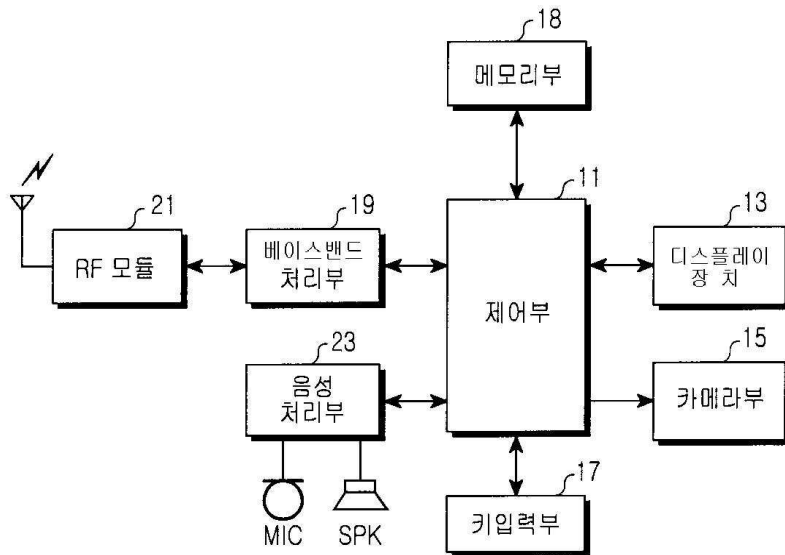 18
메모리부
21
RF 모듈
19
베이스밴드
처리부
11
제어부
13
디스플레이
장 치
23
음성
처리부
15
카메라부
MIC
SPK
17
키입력부